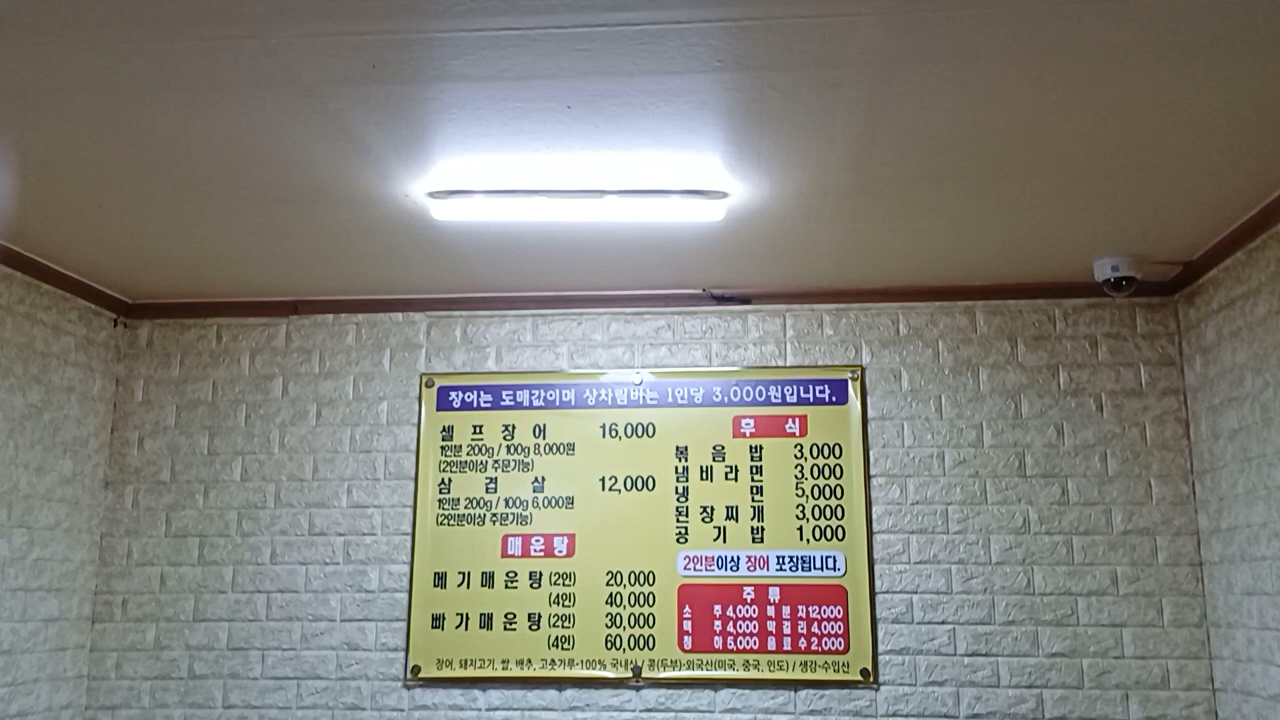 장어는 도매값이며 상차림비는 1인당 3,000원입니다.
셀프장어 16,000
1인분 200g / 100g 8,000원
(2인분이상 주문가능)
삼겹살 12,000
1인분 200g / 100g 6,000원
(2인분이상 주문가능)
매운탕
메기매운탕 (2인) 20,000
(4인) 40,000
빠가매운탕 (2인) 30,000
(4인) 60,000
후식
볶음밥 3,000
냄비라면 3,000
냉면 5,000
된장찌개 3,000
공기밥 1,000
2인분이상 장어 포장됩니다.
주류
소주 4,000 복분자 12,000
맥주 4,000 막걸리 4,000
청하 5,000 음료수 2,000
장어, 돼지고기, 쌀, 배추, 고춧가루-100% 국내산 / 콩(두부)-외국산(미국, 중국, 인도) / 생강-수입산